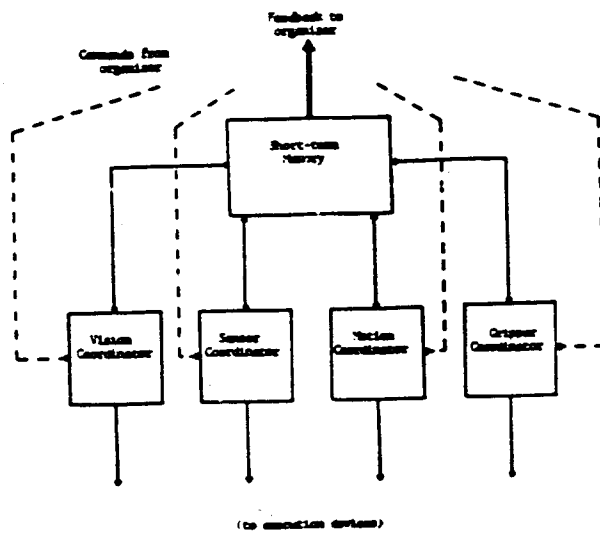 Feedback to
organizer
Commands from
organizer
Short-term
Memory
Vision
Coordinator
Sensor
Coordinator
Motion
Coordinator
Gripper
Coordinator
(to execution devices)